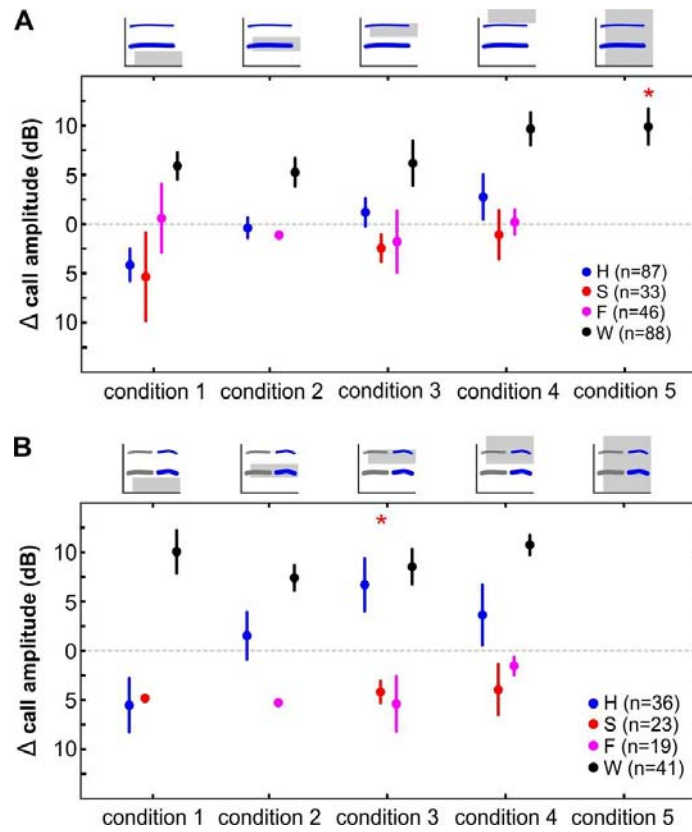 A
*
Δ call amplitude (dB)
10
5
0
5
10
H (n=87)
S (n=33)
F (n=46)
W (n=88)
condition 1 condition 2 condition 3 condition 4 condition 5
B
*
Δ call amplitude (dB)
10
5
0
5
10
H (n=36)
S (n=23)
F (n=19)
W (n=41)
condition 1 condition 2 condition 3 condition 4 condition 5